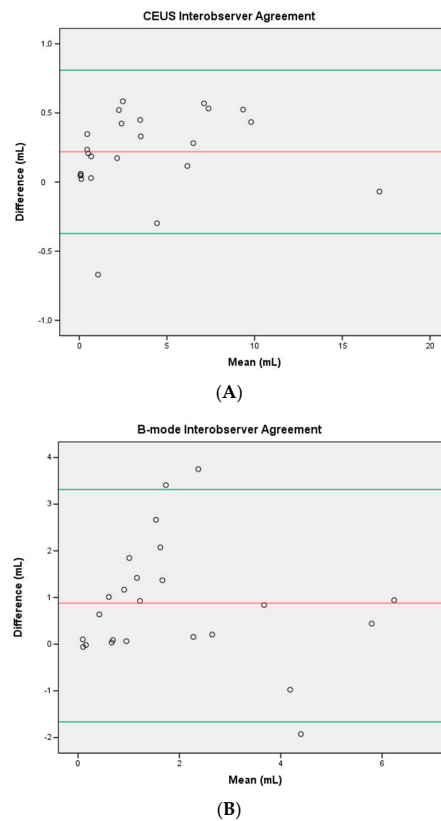 CEUS Interobserver Agreement
Difference (mL)
1.0
0.5
0
-0.5
-1.0
0
5
10
15
20
Mean (mL)
(A)
B-mode Interobserver Agreement
Difference (mL)
4
3
2
1
0
-1
-2
0
2
4
6
Mean (mL)
(B)